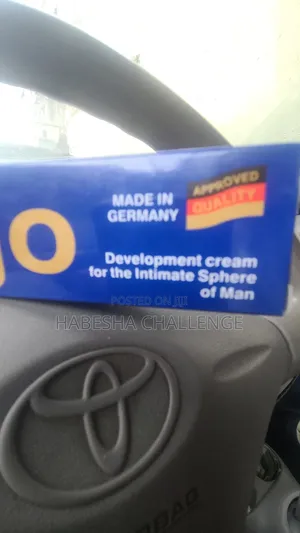 APPROVED
QUALITY
MADE IN
GERMANY
Development cream
for the Intimate Sphere
of Man
POSTED ON JIJI
HABESHA CHALLENGE